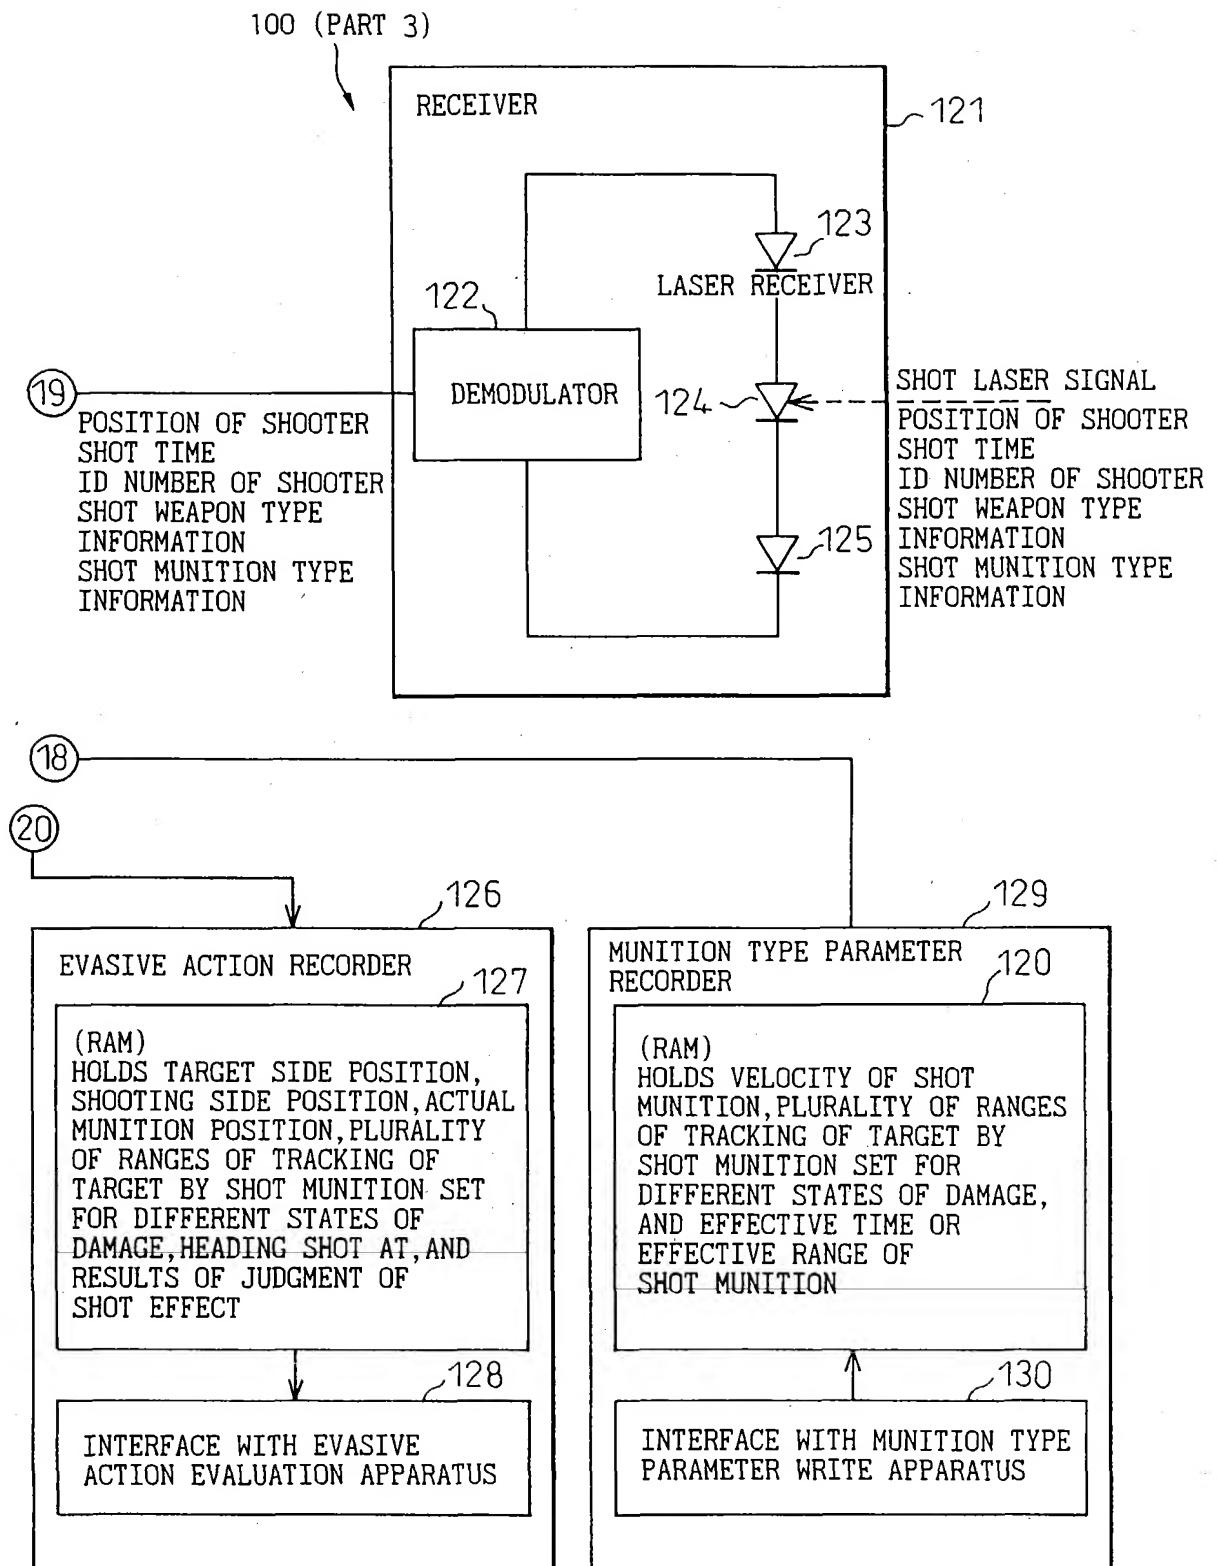 100 (PART 3)
RECEIVER
121
123
LASER RECEIVER
122
DEMODULATOR
124
125
19
POSITION OF SHOOTER
SHOT TIME
ID NUMBER OF SHOOTER
SHOT WEAPON TYPE
INFORMATION
SHOT MUNITION TYPE
INFORMATION
SHOT LASER SIGNAL
POSITION OF SHOOTER
SHOT TIME
ID NUMBER OF SHOOTER
SHOT WEAPON TYPE
INFORMATION
SHOT MUNITION TYPE
INFORMATION
18
20
126
EVASIVE ACTION RECORDER
127
(RAM)
HOLDS TARGET SIDE POSITION,
SHOOTING SIDE POSITION,ACTUAL
MUNITION POSITION,PLURALITY
OF RANGES OF TRACKING OF
TARGET BY SHOT MUNITION SET
FOR DIFFERENT STATES OF
DAMAGE,HEADING SHOT AT,AND
RESULTS OF JUDGMENT OF
SHOT EFFECT
128
INTERFACE WITH EVASIVE
ACTION EVALUATION APPARATUS
129
MUNITION TYPE PARAMETER
RECORDER
120
(RAM)
HOLDS VELOCITY OF SHOT
MUNITION,PLURALITY OF RANGES
OF TRACKING OF TARGET BY
SHOT MUNITION SET FOR
DIFFERENT STATES OF DAMAGE,
AND EFFECTIVE TIME OR
EFFECTIVE RANGE OF
SHOT MUNITION
130
INTERFACE WITH MUNITION TYPE
PARAMETER WRITE APPARATUS